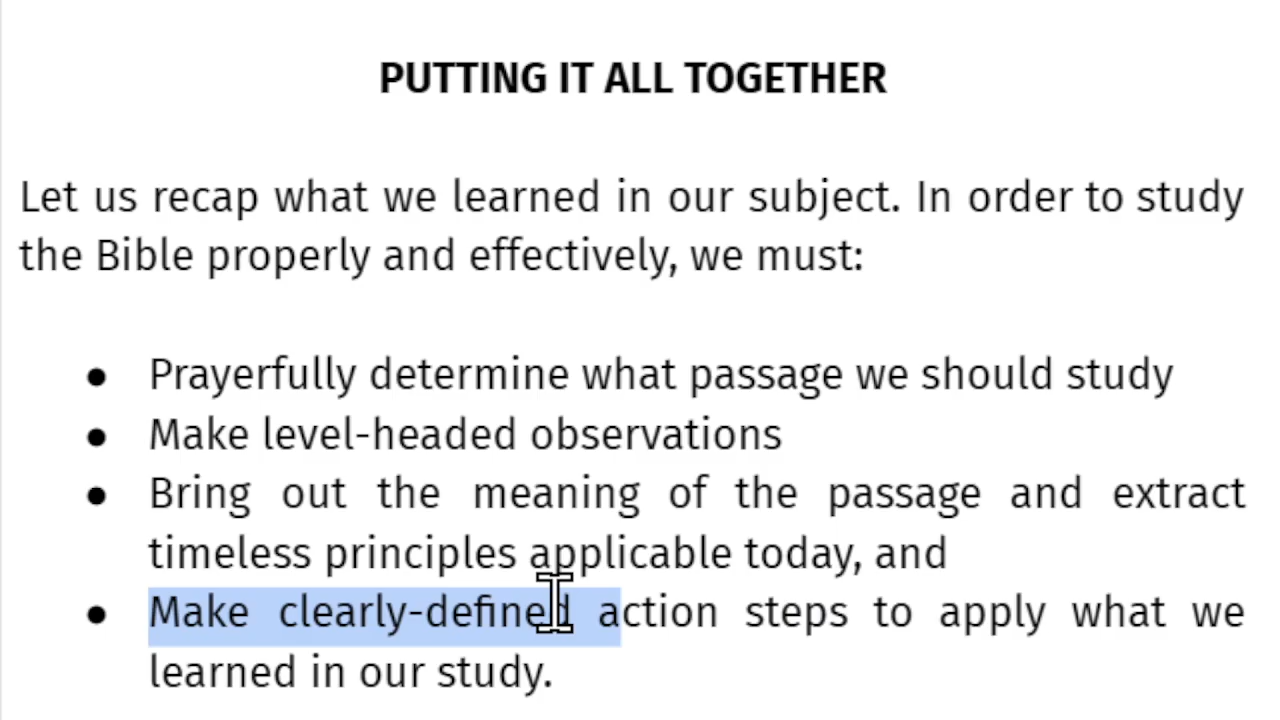 PUTTING IT ALL TOGETHER
Let us recap what we learned in our subject. In order to study
the Bible properly and effectively, we must:
● Prayerfully determine what passage we should study
● Make level-headed observations
● Bring out the meaning of the passage and extract
timeless principles applicable today, and
● Make clearly-defined action steps to apply what we
learned in our study.